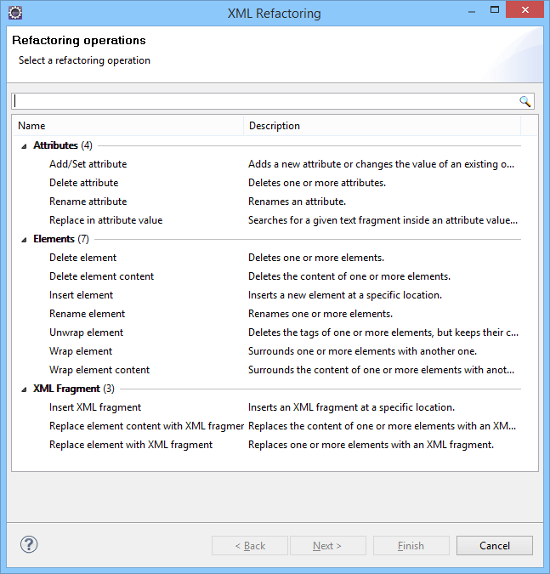 XML Refactoring
Refactoring operations
Select a refactoring operation
Name Description
Attributes (4)
Add/Set attribute Adds a new attribute or changes the value of an existing o...
Delete attribute Deletes one or more attributes.
Rename attribute Renames an attribute.
Replace in attribute value Searches for a given text fragment inside an attribute value...
Elements (7)
Delete element Deletes one or more elements.
Delete element content Deletes the content of one or more elements.
Insert element Inserts a new element at a specific location.
Rename element Renames one or more elements.
Unwrap element Deletes the tags of one or more elements, but keeps their c...
Wrap element Surrounds one or more elements with another one.
Wrap element content Surrounds the content of one or more elements with anot...
XML Fragment (3)
Insert XML fragment Inserts an XML fragment at a specific location.
Replace element content with XML fragmer Replaces the content of one or more elements with an XM...
Replace element with XML fragment Replaces one or more elements with an XML fragment.
? < Back Next > Finish Cancel